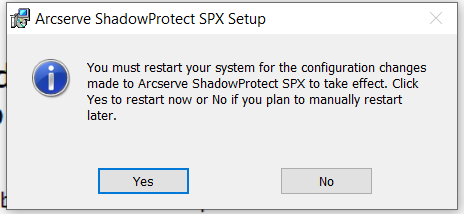 Arcserve ShadowProtect SPX Setup
You must restart your system for the configuration changes
made to Arcserve ShadowProtect SPX to take effect. Click
Yes to restart now or No if you plan to manually restart
later.
Yes
No